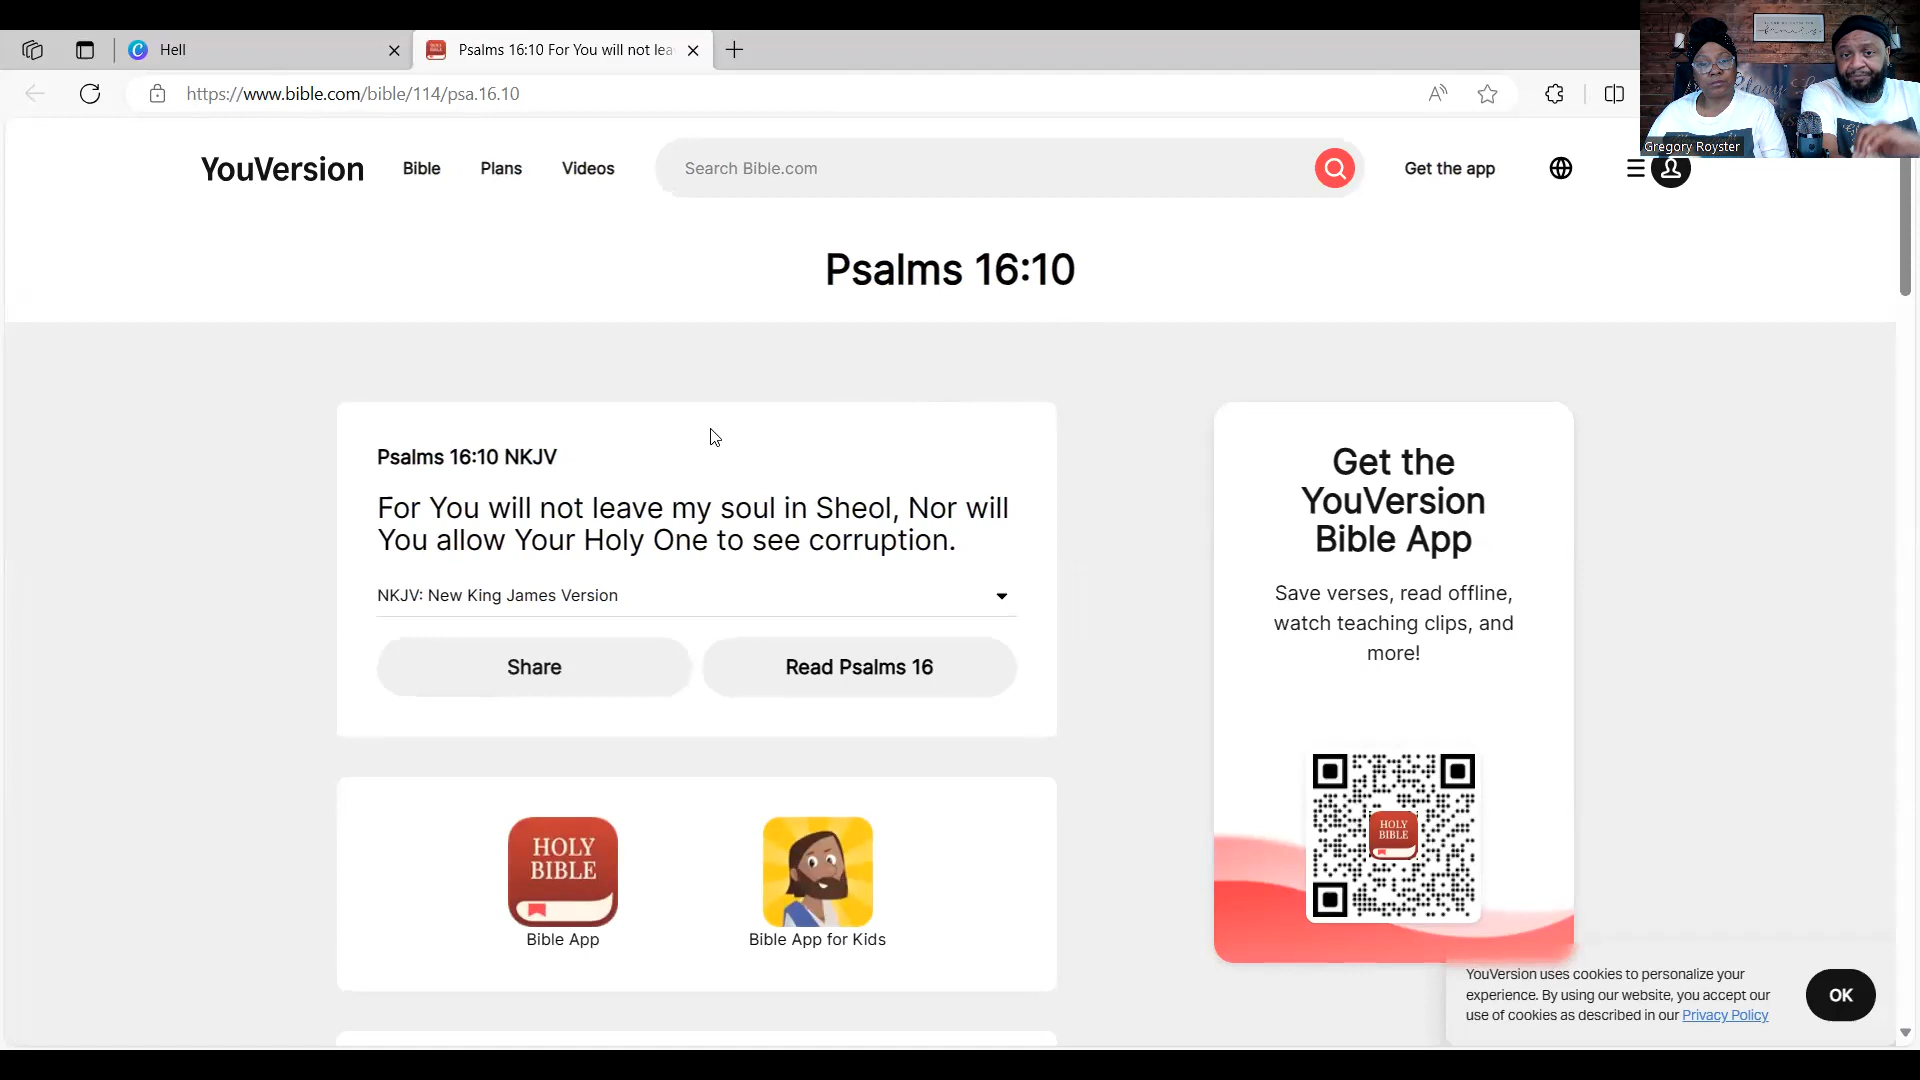 Hell
Psalms 16:10 For You will not lea
https://www.bible.com/bible/114/psa.16.10
Gregory Royster
YouVersion
Bible
Plans
Videos
Search Bible.com
Get the app
Psalms 16:10
Psalms 16:10 NKJV
For You will not leave my soul in Sheol, Nor will
You allow Your Holy One to see corruption.
NKJV: New King James Version
Share
Read Psalms 16
HOLY
BIBLE
Bible App
Bible App for Kids
Get the
YouVersion
Bible App
Save verses, read offline,
watch teaching clips, and
more!
HOLY
BIBLE
YouVersion uses cookies to personalize your
experience. By using our website, you accept our
use of cookies as described in our Privacy Policy
OK